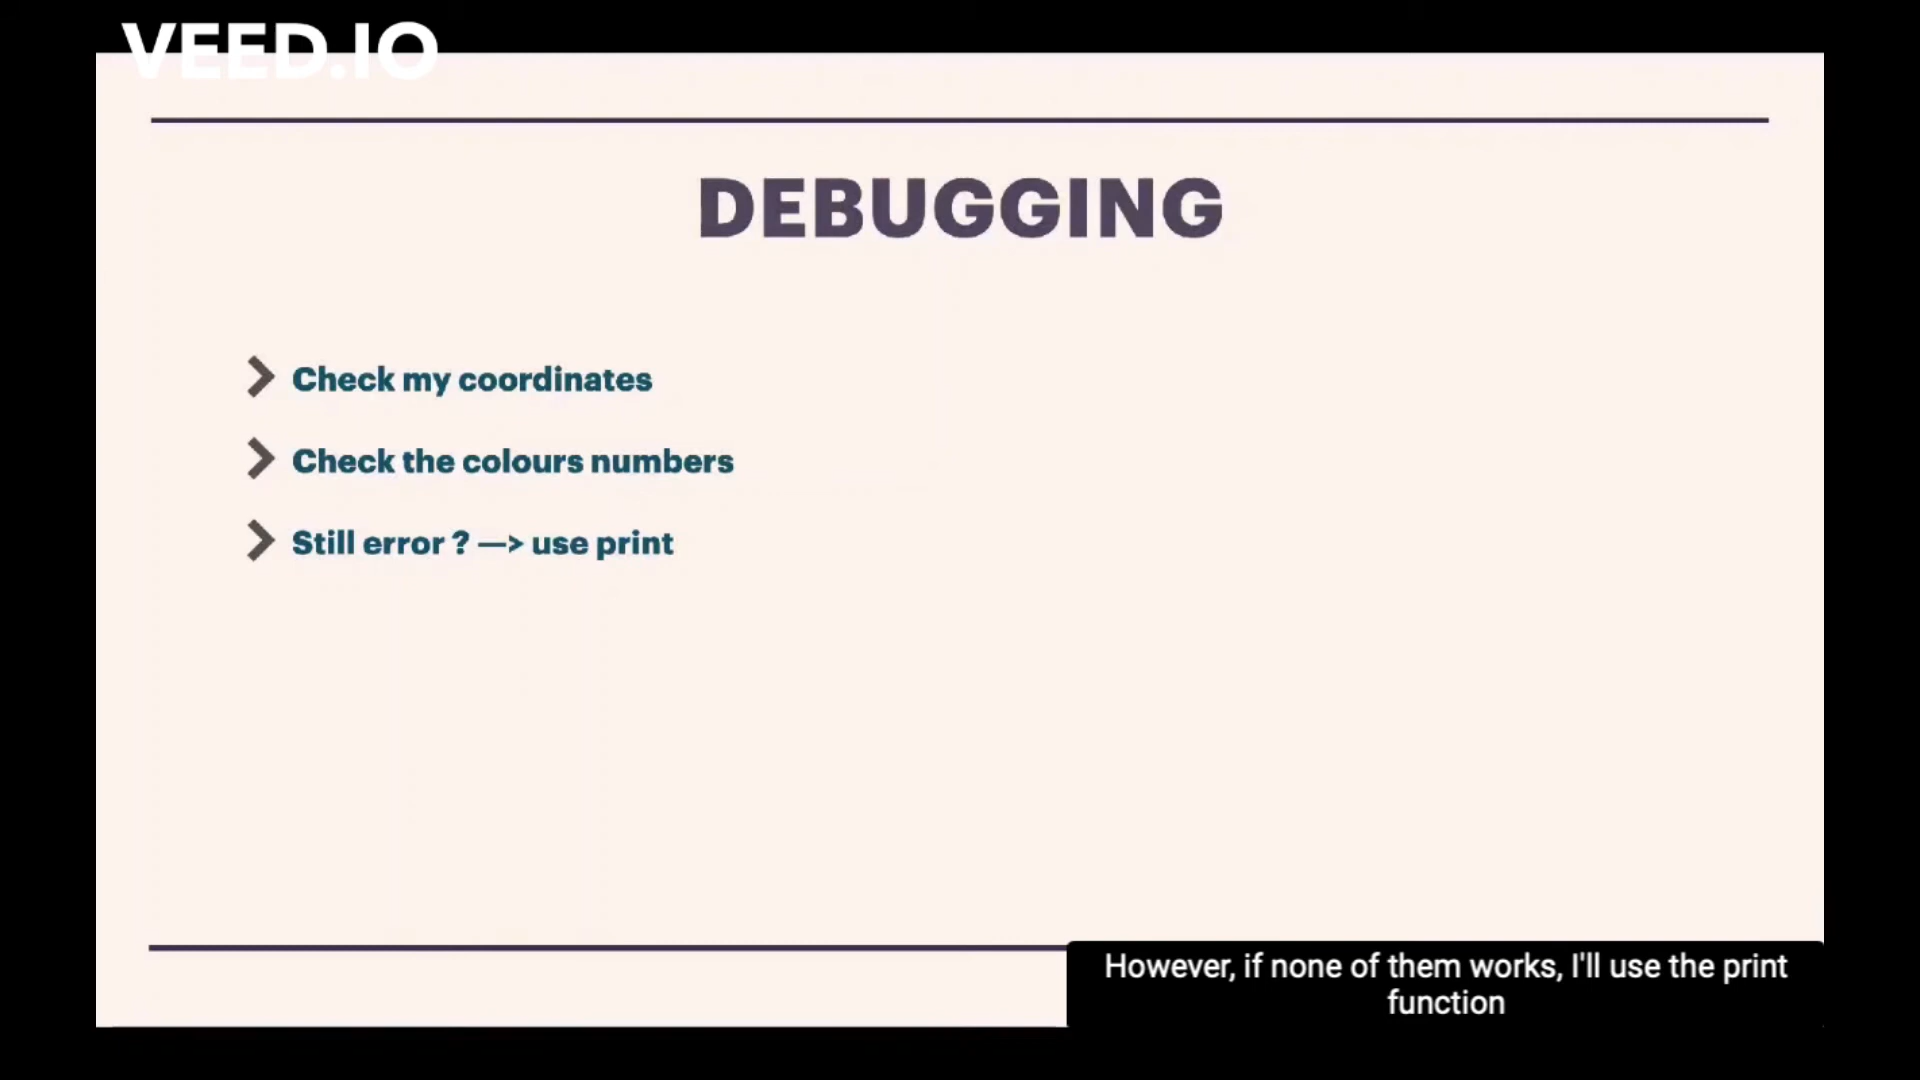 VEED.IO
DEBUGGING
Check my coordinates
Check the colours numbers
Still error ? —> use print
However, if none of them works, I'll use the print
function